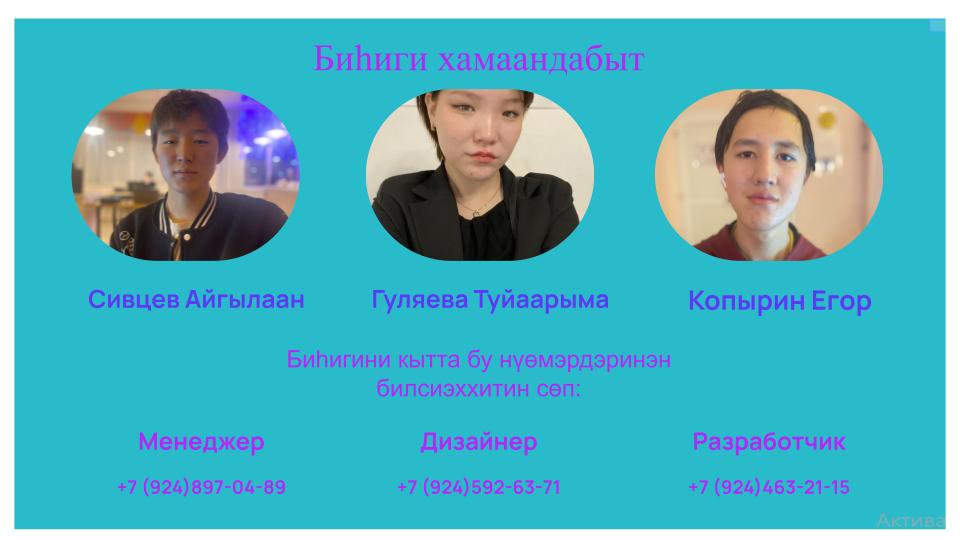 Биһиги хамаандабыт
Сивцев Айгылаан
Гуляева Туйаарыма
Копырин Егор
Биһигини кытта бу нүөмэрдэринэн
билсиэххитин сөп:
Менеджер
Дизайнер
Разработчик
+7 (924)897-04-89
+7 (924)592-63-71
+7 (924)463-21-15
Актива